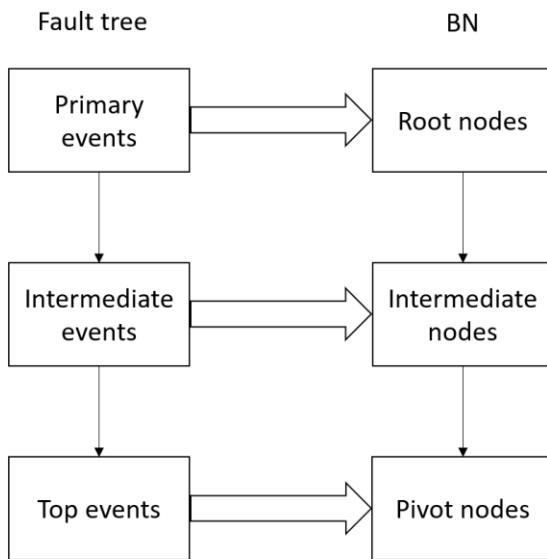 Fault tree
BN
Primary
events
Root nodes
Intermediate
events
Intermediate
nodes
Top events
Pivot nodes